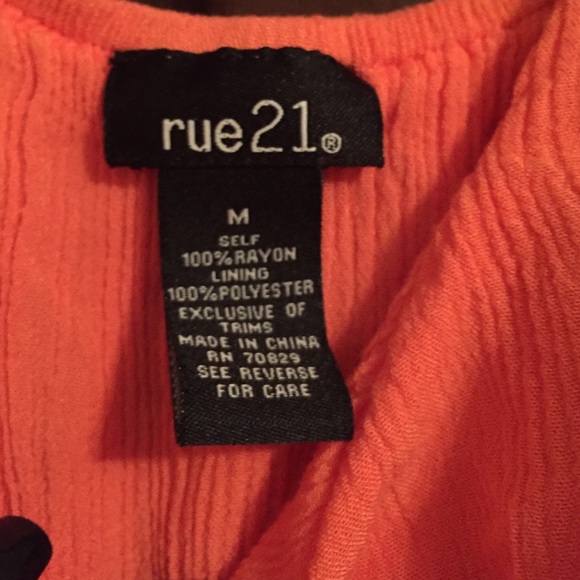 rue21®
M
SELF
100%RAYON
LINING
100%POLYESTER
EXCLUSIVE OF
TRIMS
MADE IN CHINA
RN 70829
SEE REVERSE
FOR CARE